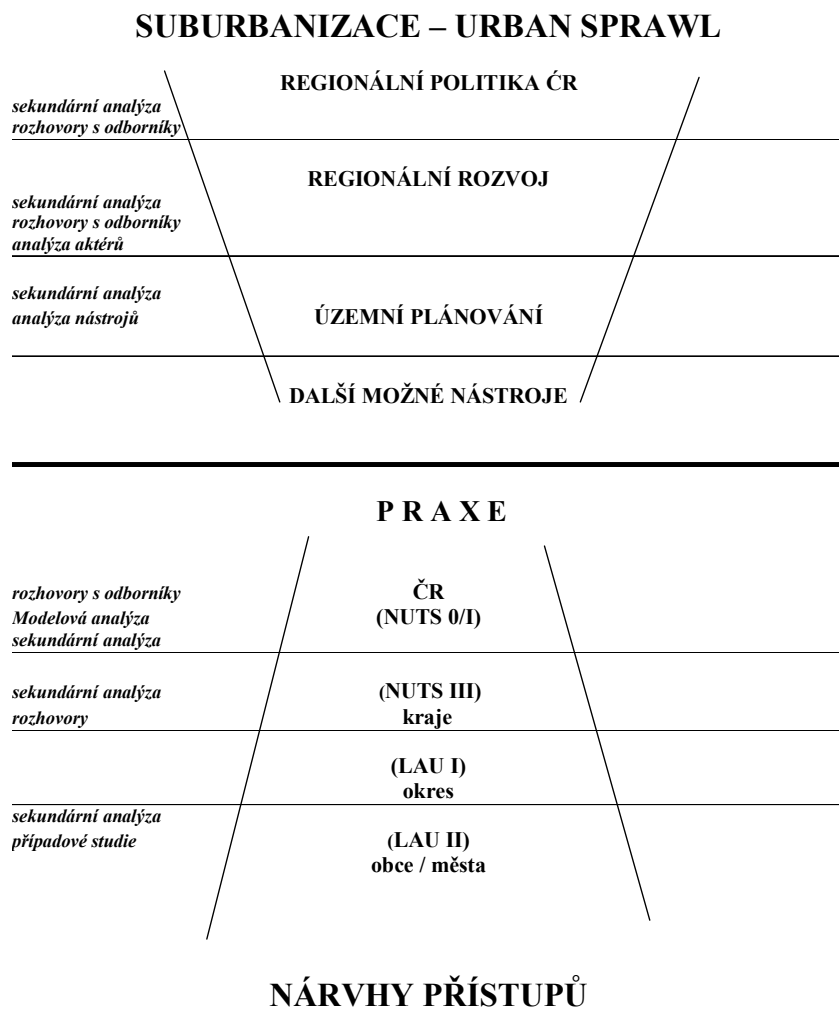 SUBURBANIZACE – URBAN SPRAWL
REGIONÁLNÍ POLITIKA ĆR
sekundární analýza
rozhovory s odborníky
REGIONÁLNÍ ROZVOJ
sekundární analýza
rozhovory s odborníky
analýza aktérů
sekundární analýza
analýza nástrojů
ÚZEMNÍ PLÁNOVÁNÍ
DALŠÍ MOŽNÉ NÁSTROJE
P R A X E
rozhovory s odborníky
ČR
Modelová analýza
(NUTS 0/I)
sekundární analýza
sekundární analýza
(NUTS III)
rozhovory
kraje
(LAU I)
okres
sekundární analýza
případové studie
(LAU II)
obce / města
NÁRVHY PŘÍSTUPŮ